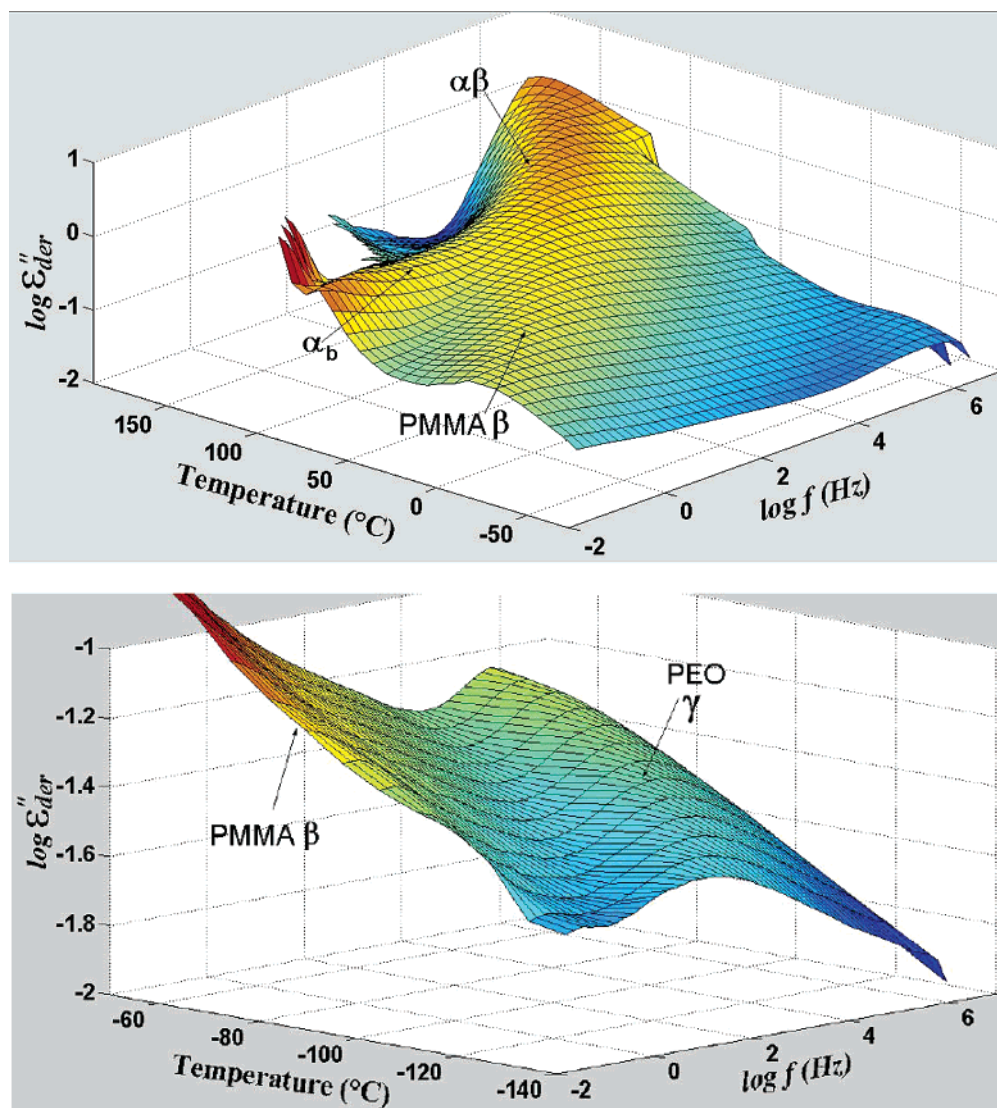 αβ
1
0
-1
-2
log ε″der
αb
PMMA β
150
100
50
0
-50
Temperature (°C)
-2
0
2
4
6
log f (Hz)
-1
-1.2
-1.4
-1.6
-1.8
-2
log ε″der
PEO
γ
PMMA β
-60
-80
-100
-120
-140
Temperature (°C)
-2
0
2
4
6
log f (Hz)